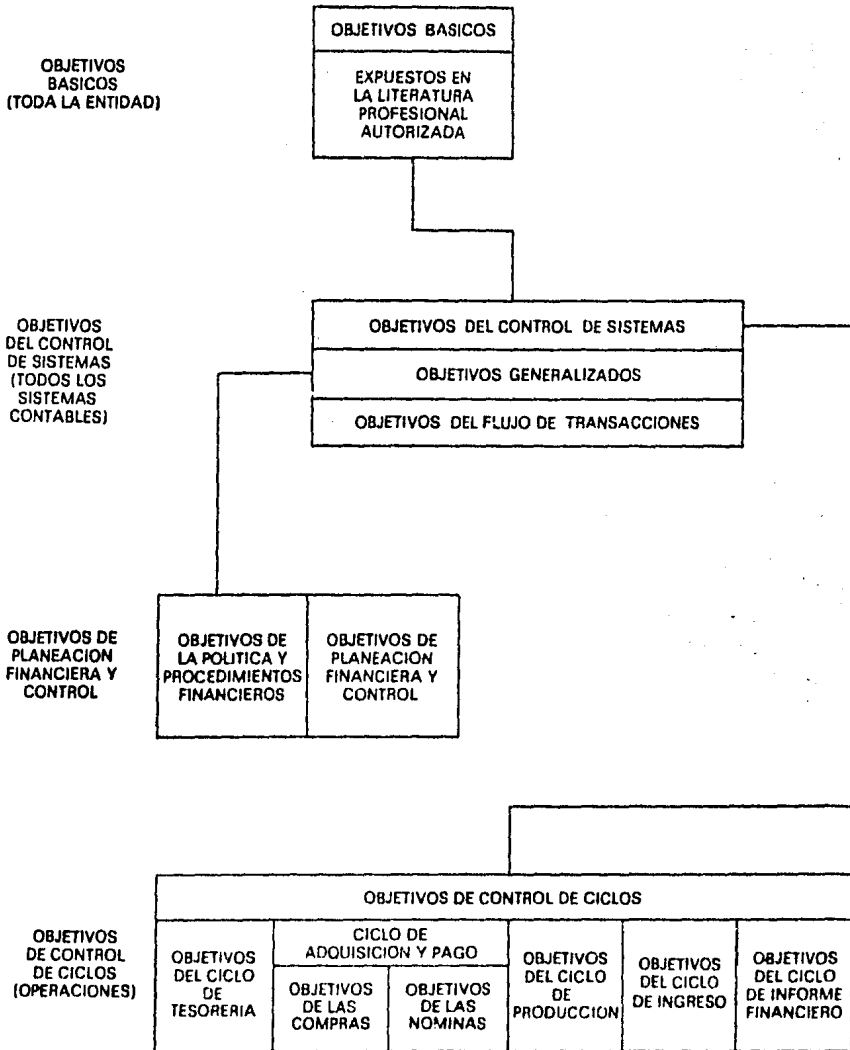 OBJETIVOS BASICOS
OBJETIVOS
BASICOS
(TODA LA ENTIDAD)
EXPUESTOS EN
LA LITERATURA
PROFESIONAL
AUTORIZADA
OBJETIVOS
DEL CONTROL
DE SISTEMAS
(TODOS LOS
SISTEMAS
CONTABLES)
OBJETIVOS DEL CONTROL DE SISTEMAS
OBJETIVOS GENERALIZADOS
OBJETIVOS DEL FLUJO DE TRANSACCIONES
OBJETIVOS DE
PLANEACION
FINANCIERA Y
CONTROL
OBJETIVOS DE
LA POLITICA Y
PROCEDIMIENTOS
FINANCIEROS
OBJETIVOS DE
PLANEACION
FINANCIERA Y
CONTROL
OBJETIVOS DE CONTROL DE CICLOS
OBJETIVOS
DE CONTROL
DE CICLOS
(OPERACIONES)
OBJETIVOS
DEL CICLO
DE
TESORERIA
CICLO DE
ADQUISICION Y PAGO
OBJETIVOS
DE LAS
COMPRAS
OBJETIVOS
DE LAS
NOMINAS
OBJETIVOS
DEL CICLO
DE
PRODUCCION
OBJETIVOS
DEL CICLO
DE INGRESO
OBJETIVOS
DEL CICLO
DE INFORME
FINANCIERO